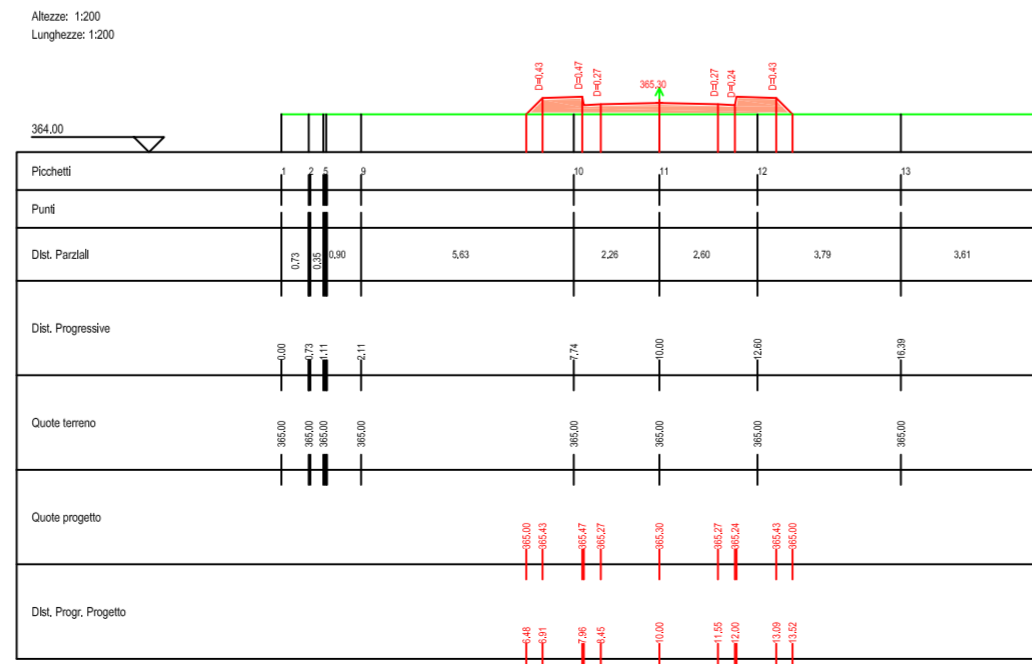 Altezze: 1:200
Lunghezze: 1:200
D=0,43 D=0,47 D=0,27 365,30 D=0,27 D=0,24 D=0,43
364.00
Picchetti 1 2 5 9 10 11 12 13
Punti
Dist. Parziali 0,73 0,35 0,90 5,63 2,26 2,60 3,79 3,61
Dist. Progressive 0,00 0,73 1,11 2,11 7,74 10,00 12,60 16,39
Quote terreno 365,00 365,00 365,00 365,00 365,00 365,00 365,00 365,00
Quote progetto 365,00 365,43 365,47 365,27 365,30 365,27 365,24 365,43 365,00
Dist. Progr. Progetto 6,48 6,91 7,96 8,45 10,00 11,55 12,00 13,09 13,52